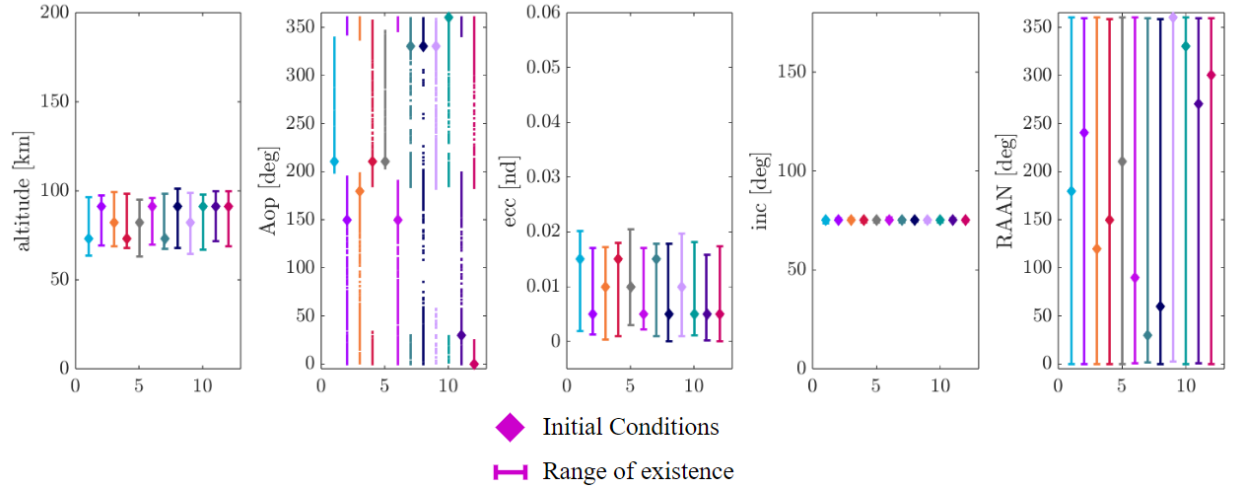 altitude [km]
200
150
100
50
0
0 5 10
Aop [deg]
350
300
250
200
150
100
50
0
0 5 10
ecc [nd]
0.06
0.05
0.04
0.03
0.02
0.01
0
0 5 10
inc [deg]
150
100
50
0
0 5 10
RAAN [deg]
350
300
250
200
150
100
50
0
0 5 10
Initial Conditions
Range of existence